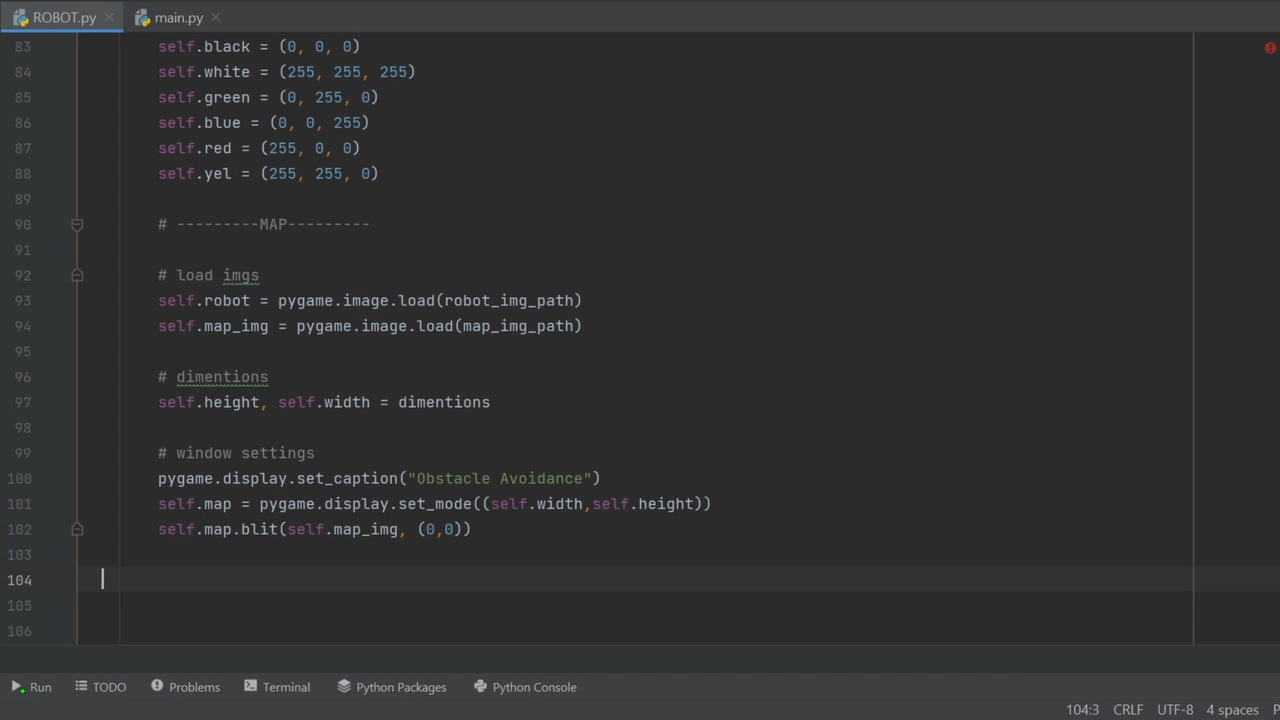 ROBOT.py main.py
83 self.black = (0, 0, 0)
84 self.white = (255, 255, 255)
85 self.green = (0, 255, 0)
86 self.blue = (0, 0, 255)
87 self.red = (255, 0, 0)
88 self.yel = (255, 255, 0)
89
90 # ---------MAP---------
91
92 # load imgs
93 self.robot = pygame.image.load(robot_img_path)
94 self.map_img = pygame.image.load(map_img_path)
95
96 # dimentions
97 self.height, self.width = dimentions
98
99 # window settings
100 pygame.display.set_caption("Obstacle Avoidance")
101 self.map = pygame.display.set_mode((self.width,self.height))
102 self.map.blit(self.map_img, (0,0))
103
104
105
106
Run TODO Problems Terminal Python Packages Python Console
104:3 CRLF UTF-8 4 spaces